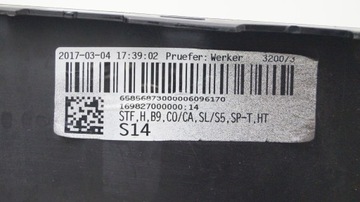 2017-03-04 17:39:02 Pruefer:Werker 3200/3
65856873000006096170
169827000000:14
STF,H,B9,CO/CA,SL/S5,SP-T,HT
S14